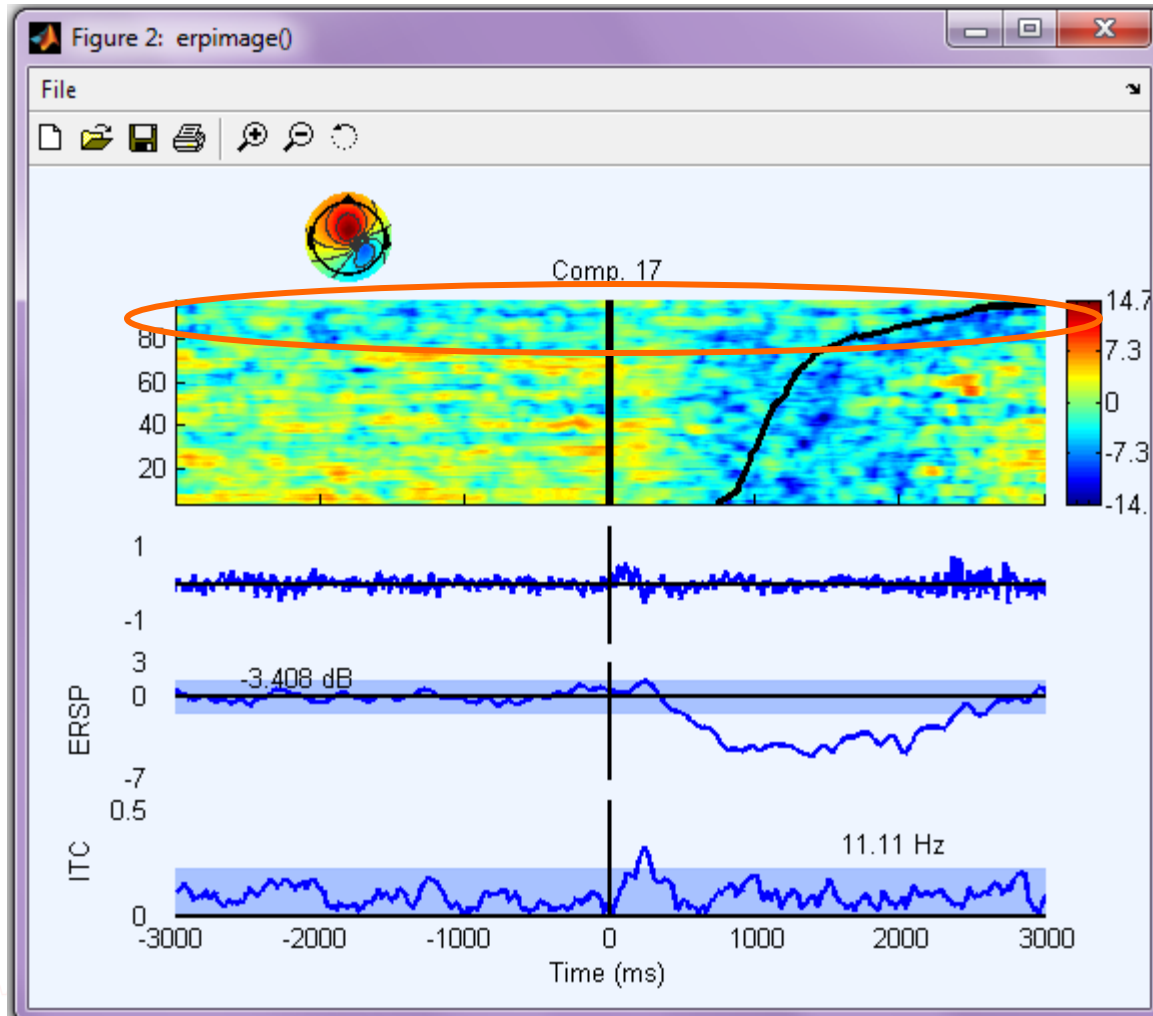 Figure 2: erpimage()
File
Comp. 17
80
60
40
20
14.7
7.3
0
-7.3
-14.
1
-1
ERSP
3
0
-7
-3.408 dB
ITC
0.5
0
11.11 Hz
-3000 -2000 -1000 0 1000 2000 3000
Time (ms)